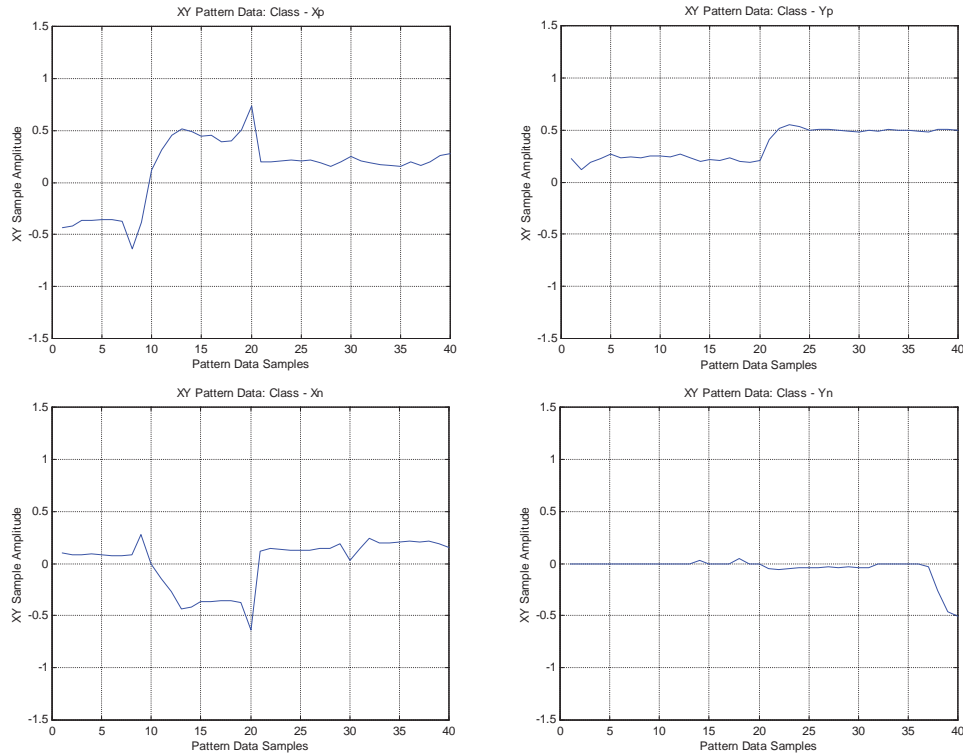 XY Pattern Data: Class - Xp
1.5
1
0.5
0
-0.5
-1
-1.5
XY Sample Amplitude
0 5 10 15 20 25 30 35 40
Pattern Data Samples
XY Pattern Data: Class - Yp
1.5
1
0.5
0
-0.5
-1
-1.5
XY Sample Amplitude
0 5 10 15 20 25 30 35 40
Pattern Data Samples
XY Pattern Data: Class - Xn
1.5
1
0.5
0
-0.5
-1
-1.5
XY Sample Amplitude
0 5 10 15 20 25 30 35 40
Pattern Data Samples
XY Pattern Data: Class - Yn
1.5
1
0.5
0
-0.5
-1
-1.5
XY Sample Amplitude
0 5 10 15 20 25 30 35 40
Pattern Data Samples